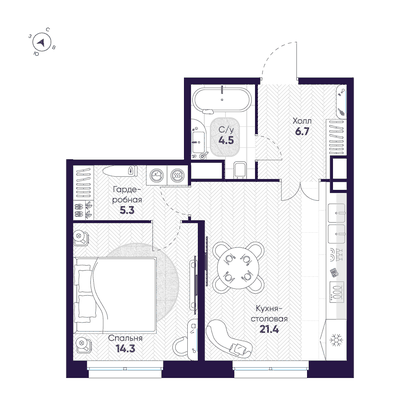 С
З
В
Ю
С/у
4.5
Холл
6.7
Гарде-
робная
5.3
Кухня-
столовая
21.4
Спальня
14.3